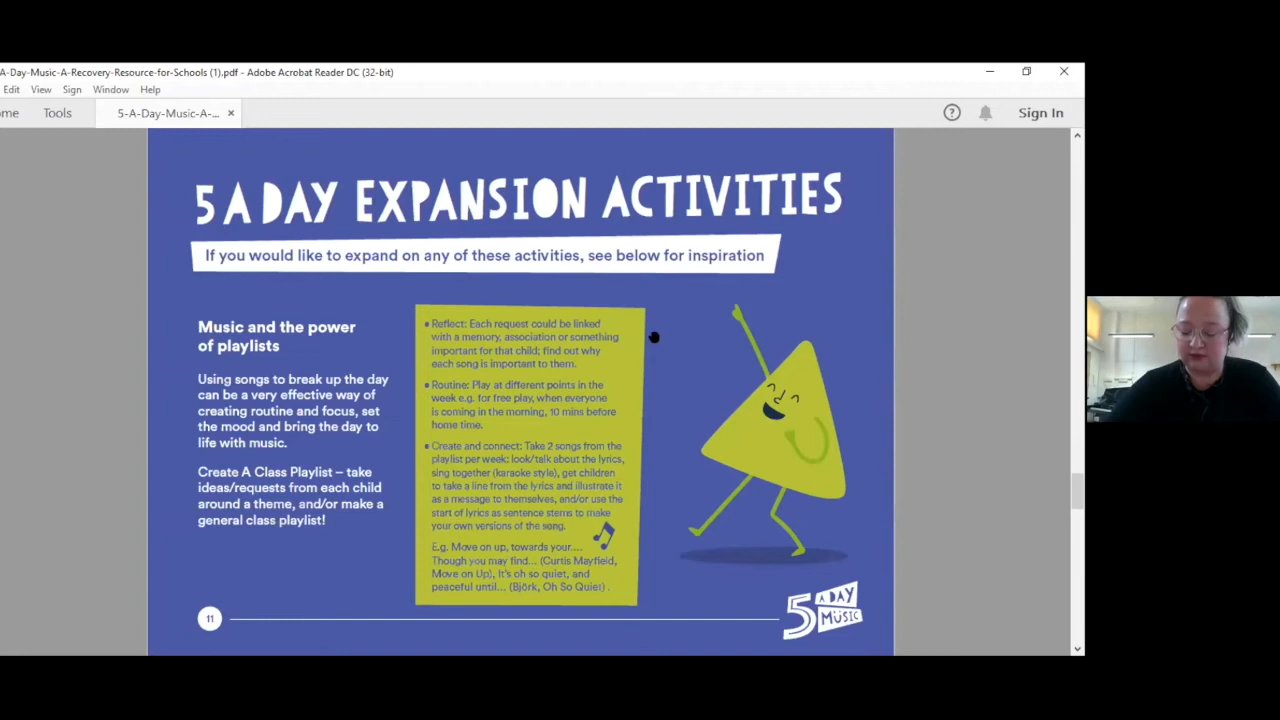 A-Day-Music-A-Recovery-Resource-for-Schools (1).pdf - Adobe Acrobat Reader DC (32-bit)
Edit View Sign Window Help
ome Tools 5-A-Day-Music-A-... × Sign In
5 A DAY EXPANSION ACTIVITIES
If you would like to expand on any of these activities, see below for inspiration
Music and the power
of playlists
Using songs to break up the day
can be a very effective way of
creating routine and focus, set
the mood and bring the day to
life with music.
Create A Class Playlist – take
ideas/requests from each child
around a theme, and/or make a
general class playlist!
• Reflect: Each request could be linked
with a memory, association or something
important for that child; find out why
each song is important to them.
• Routine: Play at different points in the
week e.g. for free play, when everyone
is coming in the morning, 10 mins before
home time.
• Create and connect: Take 2 songs from the
playlist per week: look/talk about the lyrics,
sing together (karaoke style), get children
to take a line from the lyrics and illustrate it
as a message to themselves, and/or use the
start of lyrics as sentence stems to make
your own versions of the song.
E.g. Move on up, towards your....
Though you may find... (Curtis Mayfield,
Move on Up), It's oh so quiet, and
peaceful until... (Björk, Oh So Quiet) .
11
5 A DAY
MUSIC